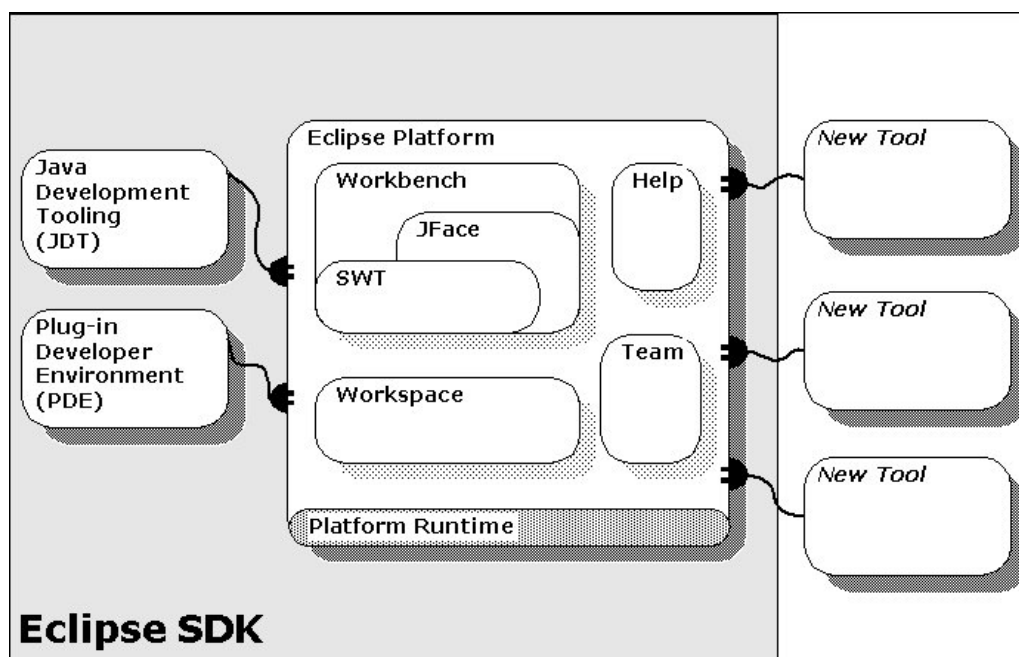 Eclipse Platform
Java
Development
Tooling
(JDT)
Plug-in
Developer
Environment
(PDE)
Workbench
JFace
SWT
Workspace
Help
Team
Platform Runtime
New Tool
New Tool
New Tool
Eclipse SDK